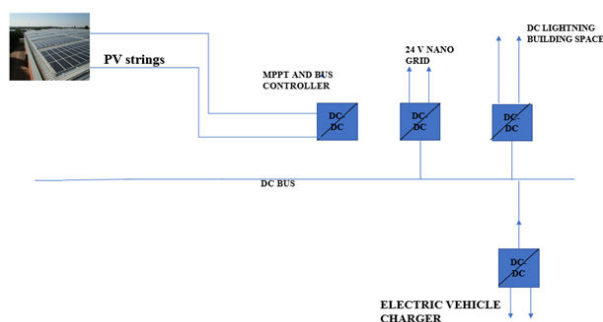 DC LIGHTNING
BUILDING SPACE
24 V NANO
GRID
PV strings
MPPT AND BUS
CONTROLLER
DC-
DC
DC-
DC
DC-
DC
DC BUS
DC-
DC
ELECTRIC VEHICLE
CHARGER